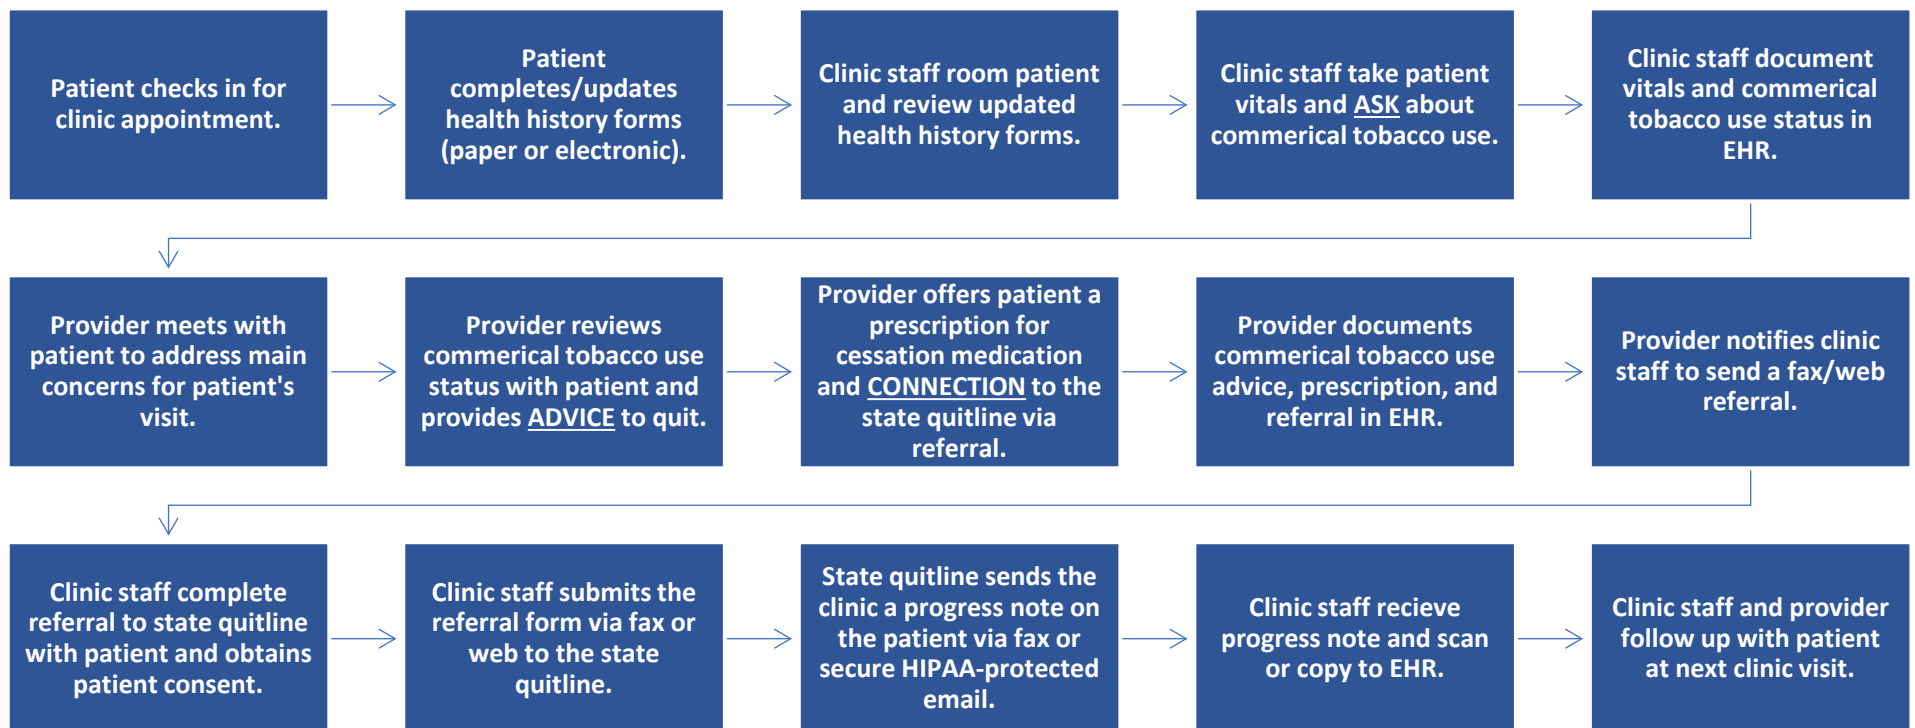 Patient checks in for
clinic appointment.
Patient
completes/updates
health history forms
(paper or electronic).
Clinic staff room patient
and review updated
health history forms.
Clinic staff take patient
vitals and ASK about
commerical tobacco use.
Clinic staff document
vitals and commerical
tobacco use status in
EHR.
Provider meets with
patient to address main
concerns for patient's
visit.
Provider reviews
commerical tobacco use
status with patient and
provides ADVICE to quit.
Provider offers patient a
prescription for
cessation medication
and CONNECTION to the
state quitline via
referral.
Provider documents
commerical tobacco use
advice, prescription, and
referral in EHR.
Provider notifies clinic
staff to send a fax/web
referral.
Clinic staff complete
referral to state quitline
with patient and obtains
patient consent.
Clinic staff submits the
referral form via fax or
web to the state
quitline.
State quitline sends the
clinic a progress note on
the patient via fax or
secure HIPAA-protected
email.
Clinic staff recieve
progress note and scan
or copy to EHR.
Clinic staff and provider
follow up with patient
at next clinic visit.